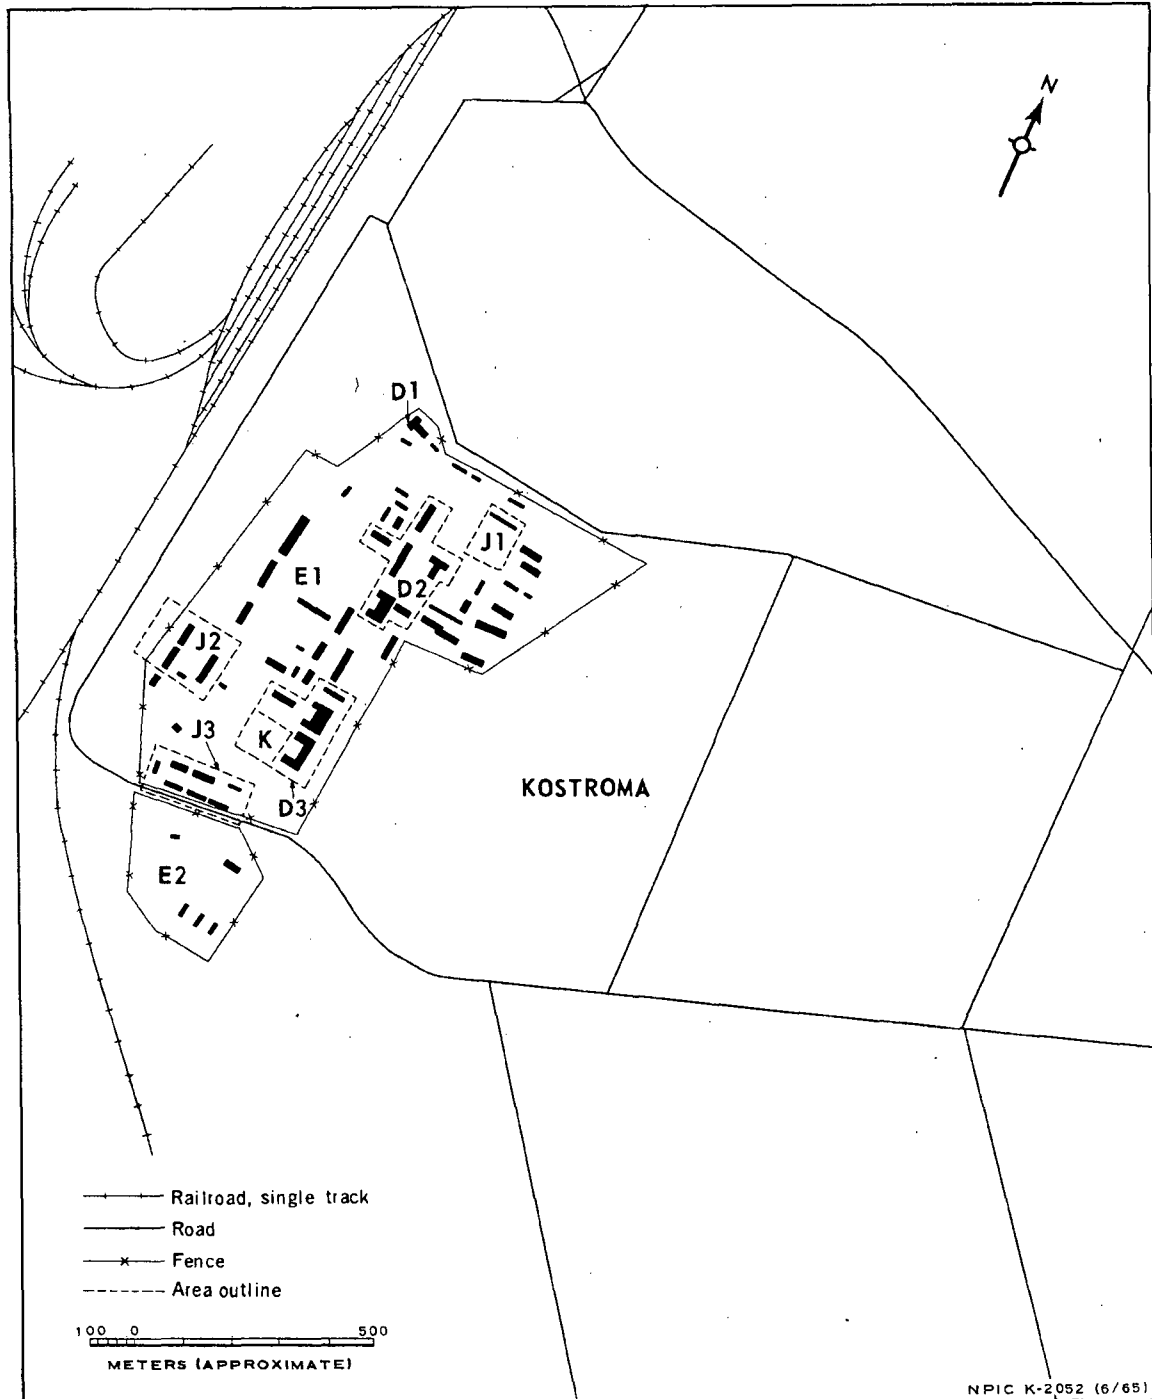 N
D1
J1
E1
D2
J2
J3
K
D3
KOSTROMA
E2
Railroad, single track
Road
Fence
Area outline
100 0 500
METERS (APPROXIMATE)
NPIC K-2052 (6/65)